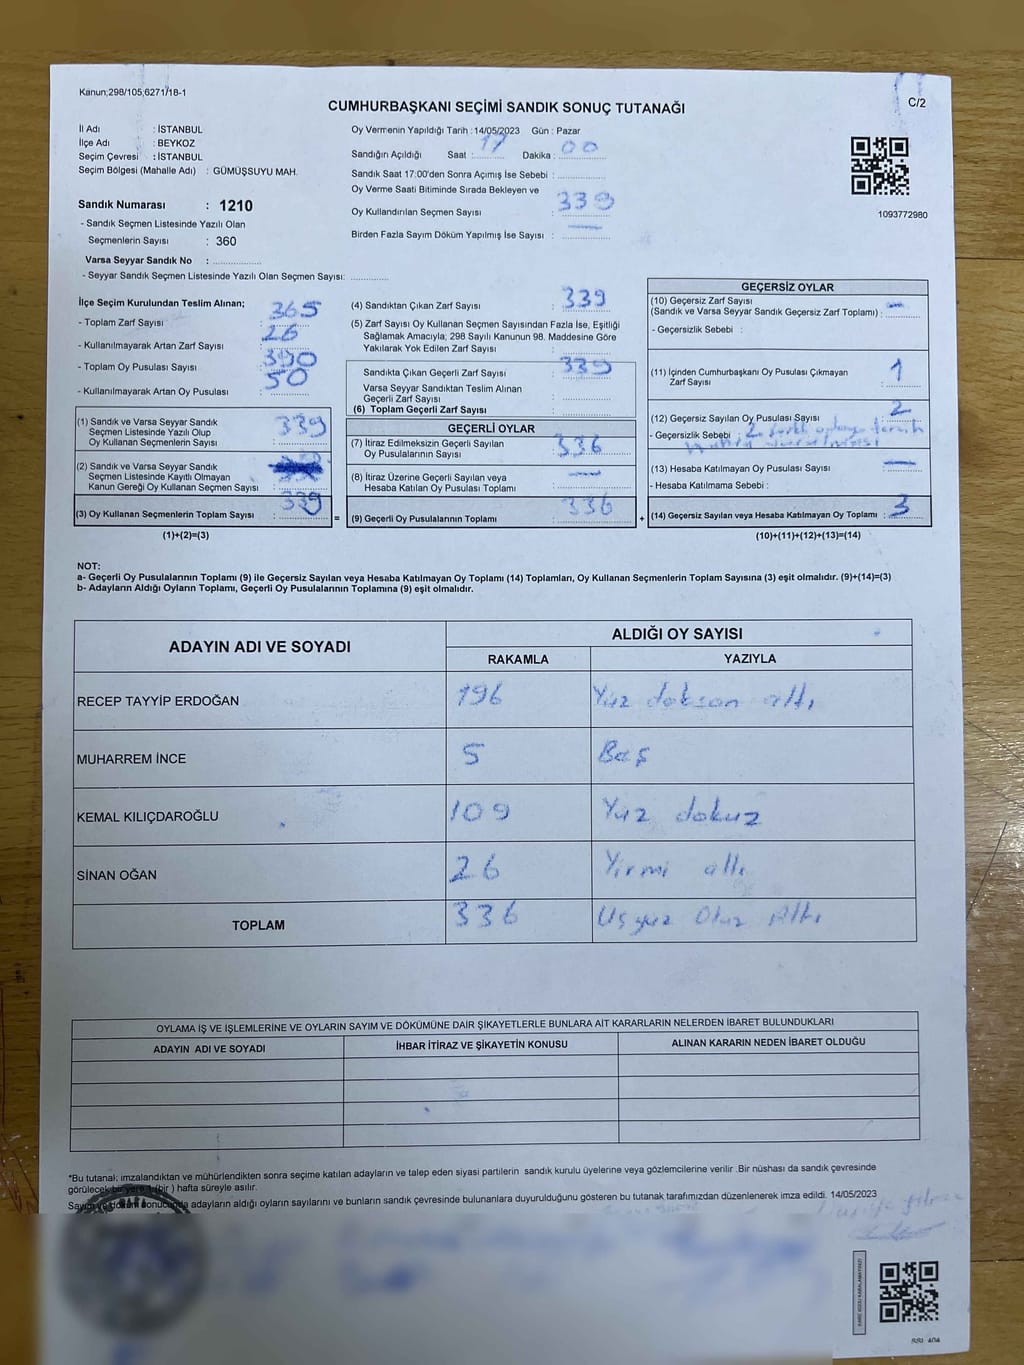 Kanun;298/105,6271/18-1
CUMHURBAŞKANI SEÇİMİ SANDIK SONUÇ TUTANAĞI
C/2
İl Adı : İSTANBUL
İlçe Adı : BEYKOZ
Seçim Çevresi : İSTANBUL
Seçim Bölgesi (Mahalle Adı) : GÜMÜŞSUYU MAH.
Sandık Numarası : 1210
- Sandık Seçmen Listesinde Yazılı Olan
Seçmenlerin Sayısı : 360
Varsa Seyyar Sandık No :
- Seyyar Sandık Seçmen Listesinde Yazılı Olan Seçmen Sayısı:
Oy Vermenin Yapıldığı Tarih : 14/05/2023 Gün : Pazar
Sandığın Açıldığı Saat : 17 Dakika : 00
Sandık Saat 17:00'den Sonra Açımış İse Sebebi :
Oy Verme Saati Bitiminde Sırada Bekleyen ve
Oy Kullandırılan Seçmen Sayısı : 339
Birden Fazla Sayım Döküm Yapılmış İse Sayısı : —
1093772980
İlçe Seçim Kurulundan Teslim Alınan;
- Toplam Zarf Sayısı : 365
- Kullanılmayarak Artan Zarf Sayısı : 26
- Toplam Oy Pusulası Sayısı : 390
- Kullanılmayarak Artan Oy Pusulası : 50
(1) Sandık ve Varsa Seyyar Sandık
Seçmen Listesinde Yazılı Olup
Oy Kullanan Seçmenlerin Sayısı : 339
(2) Sandık ve Varsa Seyyar Sandık
Seçmen Listesinde Kayıtlı Olmayan
Kanun Gereği Oy Kullanan Seçmen Sayısı :
(3) Oy Kullanan Seçmenlerin Toplam Sayısı : 339
(1)+(2)=(3)
=
(4) Sandıktan Çıkan Zarf Sayısı : 339
(5) Zarf Sayısı Oy Kullanan Seçmen Sayısından Fazla İse, Eşitliği
Sağlamak Amacıyla; 298 Sayılı Kanunun 98. Maddesine Göre
Yakılarak Yok Edilen Zarf Sayısı :
Sandıkta Çıkan Geçerli Zarf Sayısı : 339
Varsa Seyyar Sandıktan Teslim Alınan
Geçerli Zarf Sayısı :
(6) Toplam Geçerli Zarf Sayısı :
GEÇERLİ OYLAR
(7) İtiraz Edilmeksizin Geçerli Sayılan
Oy Pusulalarının Sayısı : 336
(8) İtiraz Üzerine Geçerli Sayılan veya
Hesaba Katılan Oy Pusulası Toplamı : —
(9) Geçerli Oy Pusulalarının Toplamı : 336
+
GEÇERSİZ OYLAR
(10) Geçersiz Zarf Sayısı
(Sandık ve Varsa Seyyar Sandık Geçersiz Zarf Toplamı) : —
- Geçersizlik Sebebi :
(11) İçinden Cumhurbaşkanı Oy Pusulası Çıkmayan
Zarf Sayısı : 1
(12) Geçersiz Sayılan Oy Pusulası Sayısı : 2
- Geçersizlik Sebebi : 2 farklı
(13) Hesaba Katılmayan Oy Pusulası Sayısı : —
- Hesaba Katılmama Sebebi :
(14) Geçersiz Sayılan veya Hesaba Katılmayan Oy Toplamı : 3
(10)+(11)+(12)+(13)=(14)
NOT:
a- Geçerli Oy Pusulalarının Toplamı (9) ile Geçersiz Sayılan veya Hesaba Katılmayan Oy Toplamı (14) Toplamları, Oy Kullanan Seçmenlerin Toplam Sayısına (3) eşit olmalıdır. (9)+(14)=(3)
b- Adayların Aldığı Oyların Toplamı, Geçerli Oy Pusulalarının Toplamına (9) eşit olmalıdır.
ADAYIN ADI VE SOYADI
ALDIĞI OY SAYISI
RAKAMLA YAZIYLA
RECEP TAYYİP ERDOĞAN 196 Yüz doksan altı
MUHARREM İNCE 5 Beş
KEMAL KILIÇDAROĞLU 109 Yüz dokuz
SİNAN OĞAN 26 Yirmi altı
TOPLAM 336 Üçyüz Otuz Altı
OYLAMA İŞ VE İŞLEMLERİNE VE OYLARIN SAYIM VE DÖKÜMÜNE DAİR ŞİKAYETLERLE BUNLARA AİT KARARLARIN NELERDEN İBARET BULUNDUKLARI
ADAYIN ADI VE SOYADI İHBAR İTİRAZ VE ŞİKAYETİN KONUSU ALINAN KARARIN NEDEN İBARET OLDUĞU
*Bu tutanak; imzalandıktan ve mühürlendikten sonra seçime katılan adayların ve talep eden siyasi partilerin sandık kurulu üyelerine veya gözlemcilerine verilir .Bir nüshası da sandık çevresinde
görülecek bir yere 1 (bir ) hafta süreyle asılır.
Sayım ve döküm sonucunda adayların aldığı oyların sayılarını ve bunların sandık çevresinde bulunanlara duyurulduğunu gösteren bu tutanak tarafımızdan düzenlenerek imza edildi. 14/05/2023
KARE KODU KARALAMAYINIZ!